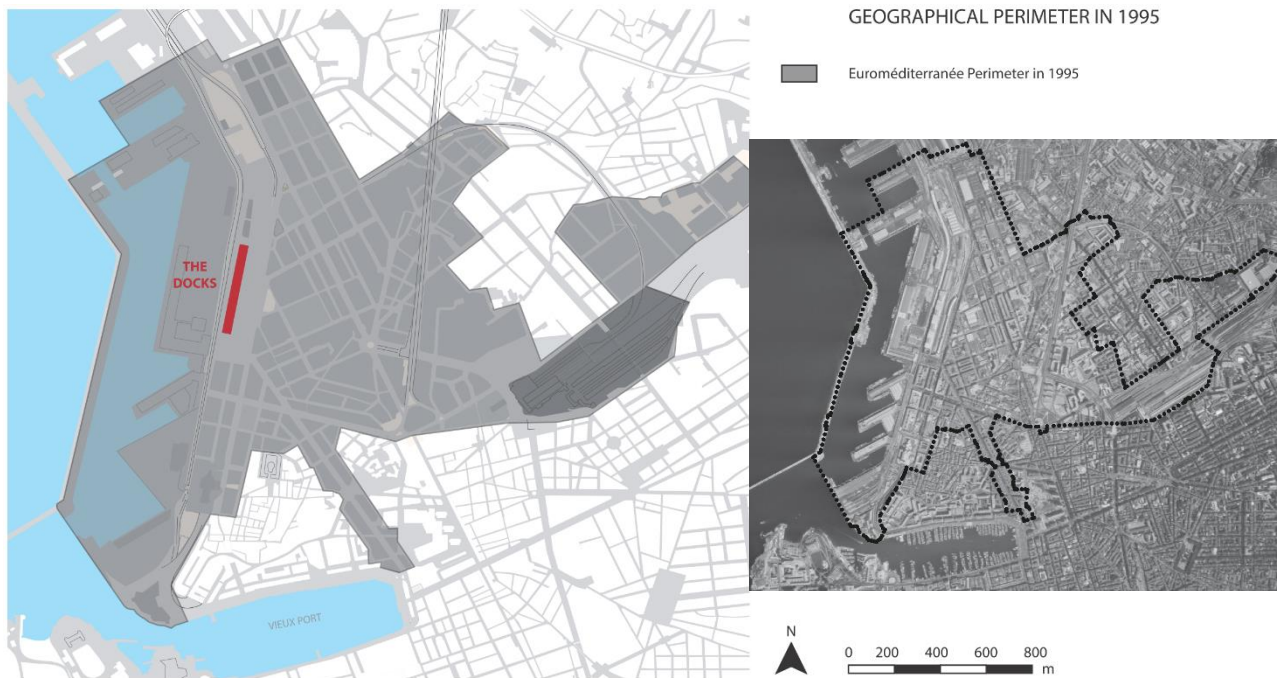 GEOGRAPHICAL PERIMETER IN 1995
Euroméditerranée Perimeter in 1995
THE
DOCKS
VIEUX PORT
N
0 200 400 600 800
m